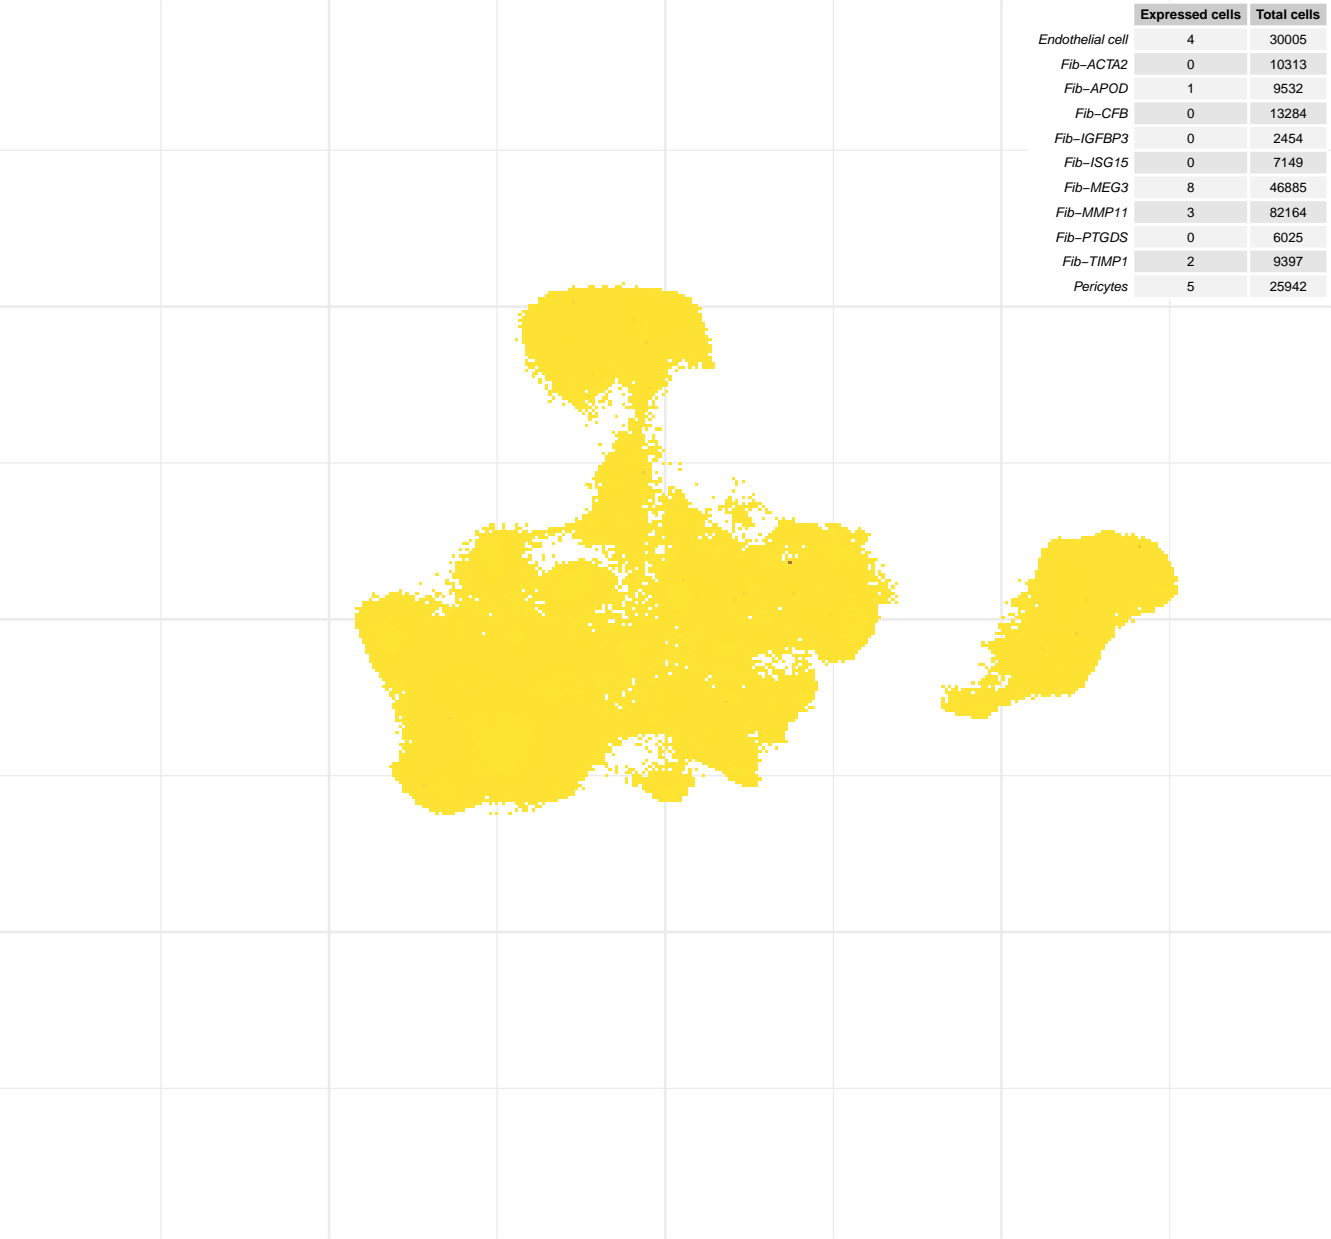 Expressed cells Total cells
Endothelial cell 4 30005
Fib−ACTA2 0 10313
Fib−APOD 1 9532
Fib−CFB 0 13284
Fib−IGFBP3 0 2454
Fib−ISG15 0 7149
Fib−MEG3 8 46885
Fib−MMP11 3 82164
Fib−PTGDS 0 6025
Fib−TIMP1 2 9397
Pericytes 5 25942